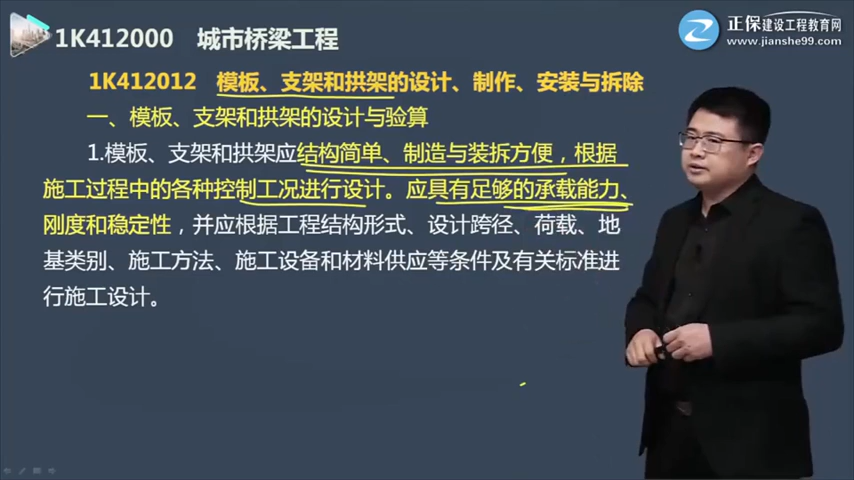 1K412000 城市桥梁工程
正保建设工程教育网
www.jianshe99.com
1K412012 模板、支架和拱架的设计、制作、安装与拆除
一、模板、支架和拱架的设计与验算
1.模板、支架和拱架应结构简单、制造与装拆方便，根据
施工过程中的各种控制工况进行设计。应具有足够的承载能力、
刚度和稳定性，并应根据工程结构形式、设计跨径、荷载、地
基类别、施工方法、施工设备和材料供应等条件及有关标准进
行施工设计。